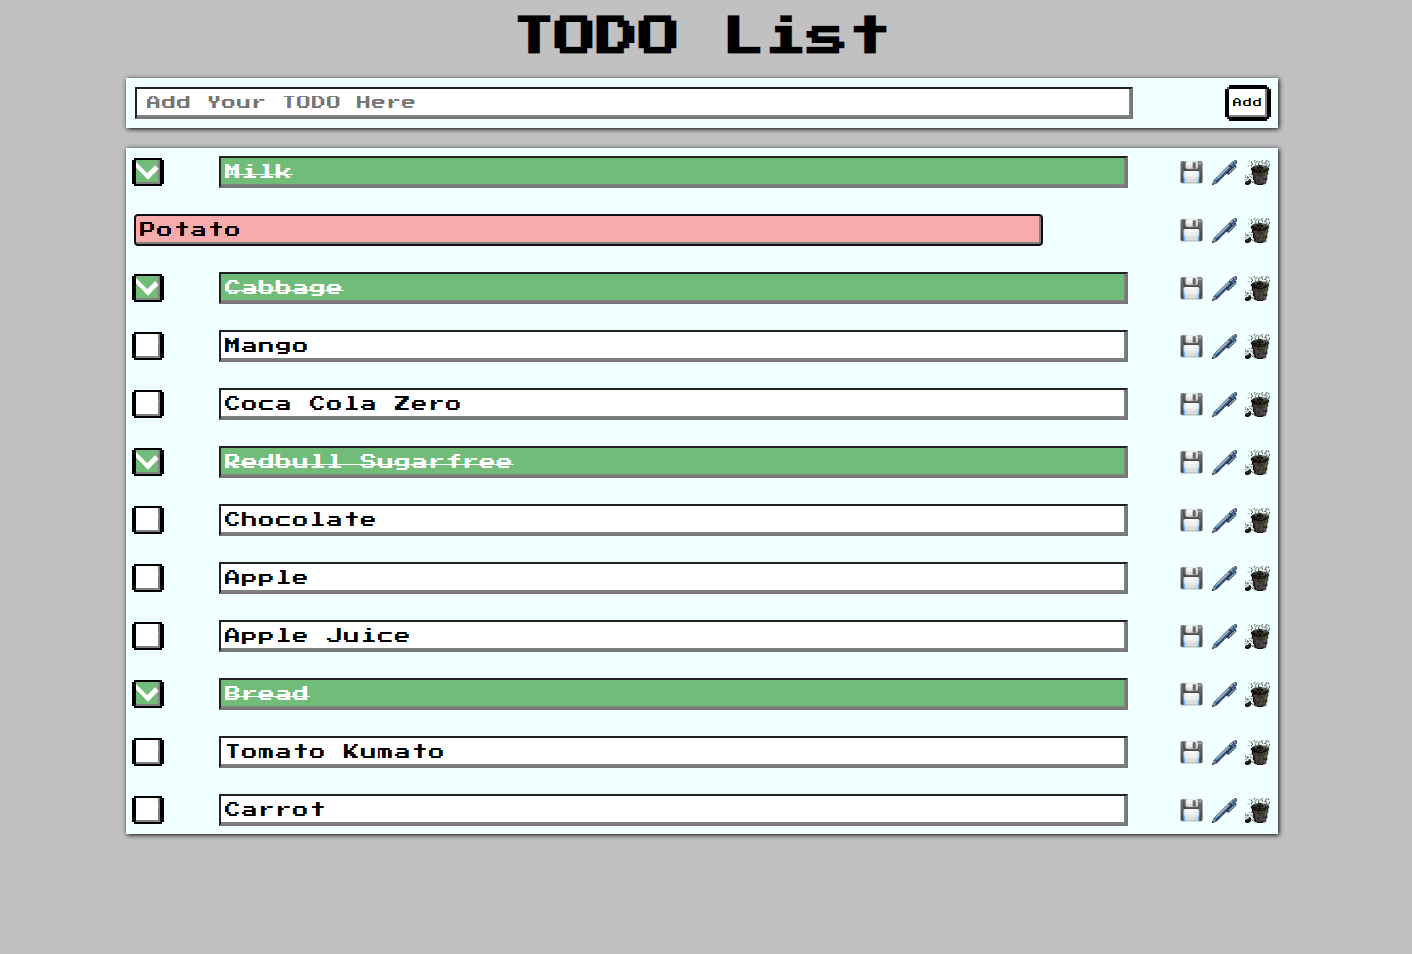 TODO List
Add Your TODO Here
Add
Milk
Potato
Cabbage
Mango
Coca Cola Zero
Redbull Sugarfree
Chocolate
Apple
Apple Juice
Bread
Tomato Kumato
Carrot